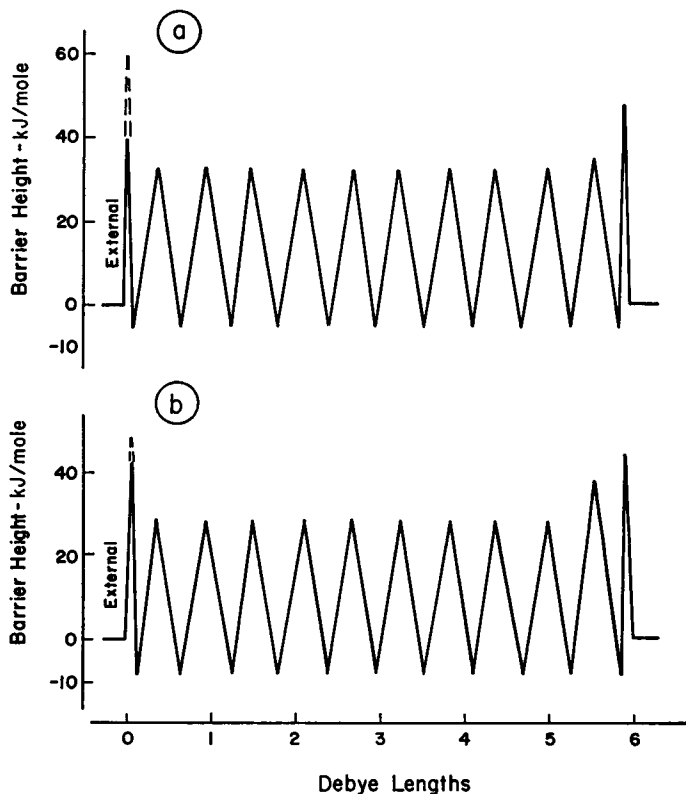 a
60
40
20
0
-10
Barrier Height-kJ/mole
External
b
40
20
0
-10
Barrier Height-kJ/mole
External
0 1 2 3 4 5 6
Debye Lengths